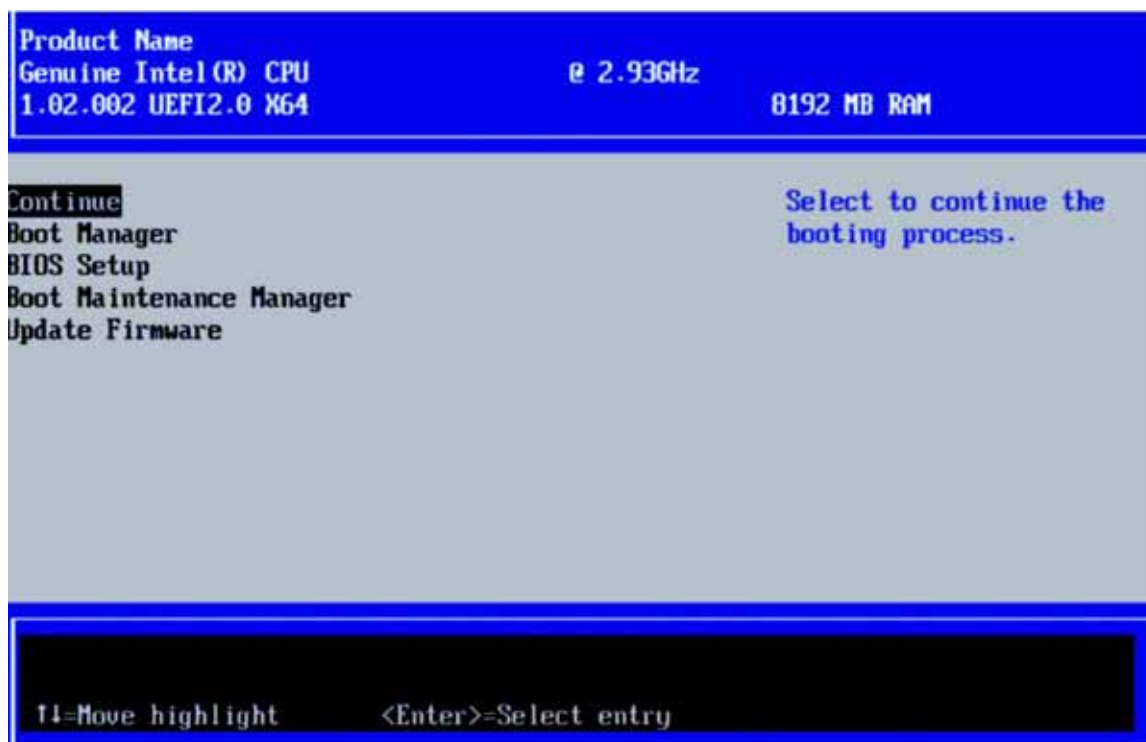 Product Name
Genuine Intel(R) CPU @ 2.93GHz
1.02.002 UEFI2.0 X64 8192 MB RAM
Continue
Boot Manager
BIOS Setup
Boot Maintenance Manager
Update Firmware
Select to continue the
booting process.
↑↓=Move highlight <Enter>=Select entry